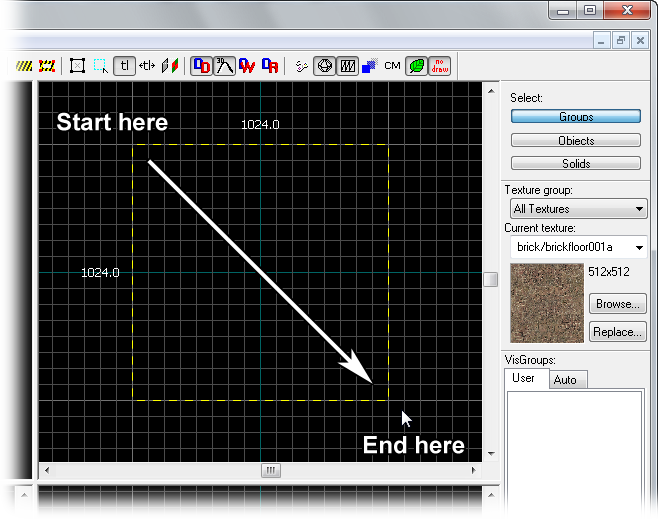 tl
<tl>
CM
no
draw
Start here
1024.0
1024.0
End here
Select:
Groups
Objects
Solids
Texture group:
All Textures
Current texture:
brick/brickfloor001a
512x512
Browse...
Replace...
VisGroups:
User
Auto